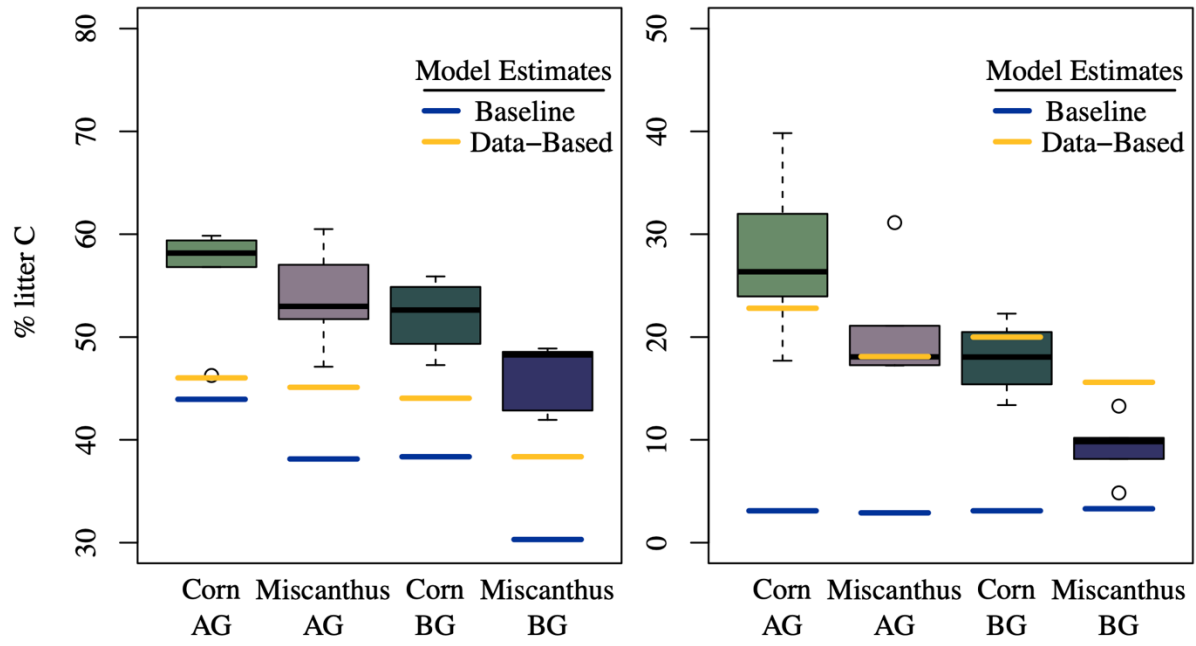 80
70
60
50
40
30
% litter C
Model Estimates
Baseline
Data−Based
Corn AG
Miscanthus AG
Corn BG
Miscanthus BG
50
40
30
20
10
0
Model Estimates
Baseline
Data−Based
Corn AG
Miscanthus AG
Corn BG
Miscanthus BG